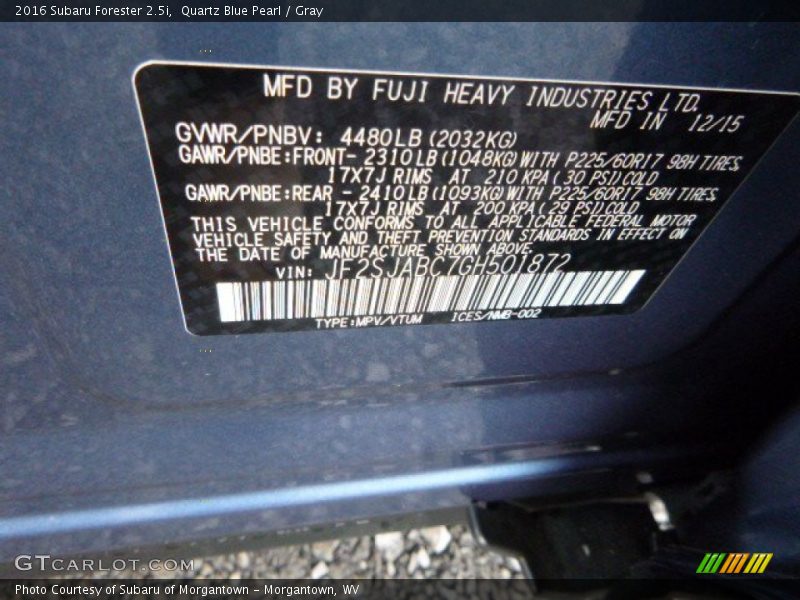 2016 Subaru Forester 2.5i,  Quartz Blue Pearl / Gray
MFD BY FUJI HEAVY INDUSTRIES LTD.
MFD IN 12/15
GVWR/PNBV: 4480LB (2032KG)
GAWR/PNBE:FRONT- 2310LB (1048KG) WITH P225/60R17 98H TIRES,
17X7J RIMS AT 210 KPA (30 PSI) COLD
GAWR/PNBE:REAR - 2410LB (1093KG) WITH P225/60R17 98H TIRES,
17X7J RIMS AT 200 KPA (29 PSI) COLD
THIS VEHICLE CONFORMS TO ALL APPLICABLE FEDERAL MOTOR
VEHICLE SAFETY AND THEFT PREVENTION STANDARDS IN EFFECT ON
THE DATE OF MANUFACTURE SHOWN ABOVE.
VIN: JF2SJABC7GH501872
TYPE:MPV/VTUM ICES/NMB-002
GTCARLOT.COM
Photo Courtesy of Subaru of Morgantown - Morgantown, WV